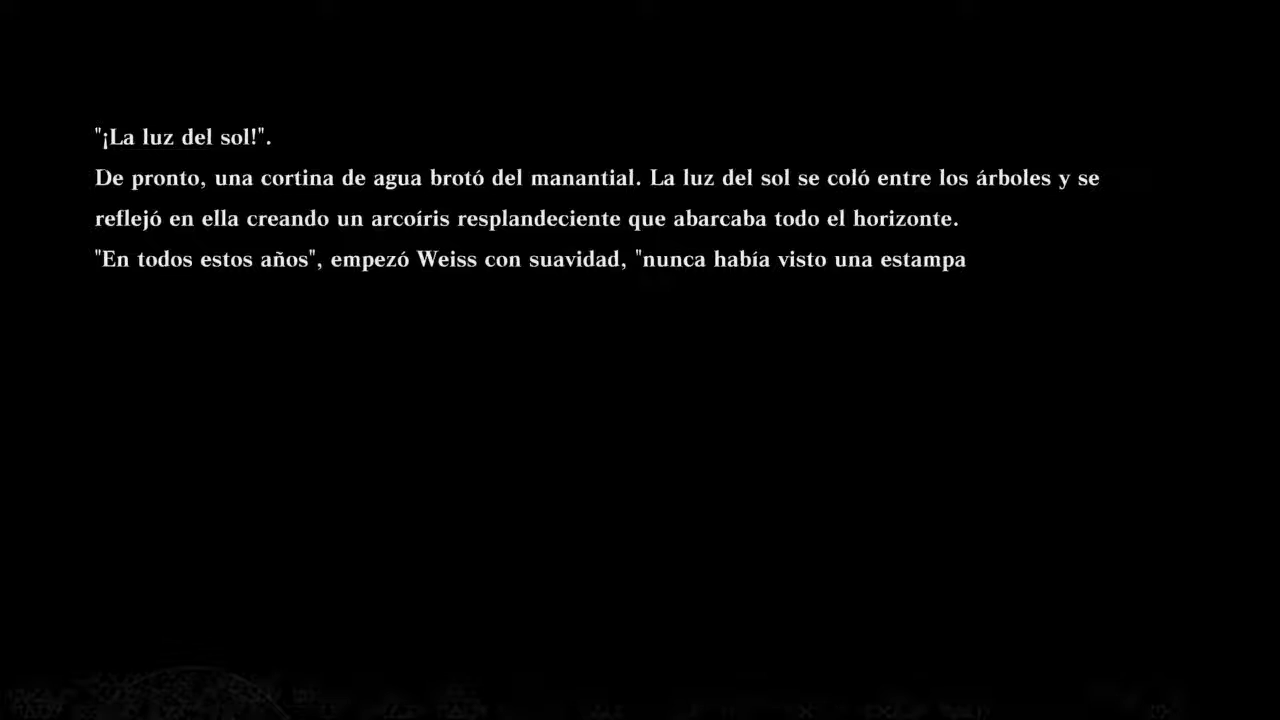 "¡La luz del sol!".
De pronto, una cortina de agua brotó del manantial. La luz del sol se coló entre los árboles y se
reflejó en ella creando un arcoíris resplandeciente que abarcaba todo el horizonte.
"En todos estos años", empezó Weiss con suavidad, "nunca había visto una estampa